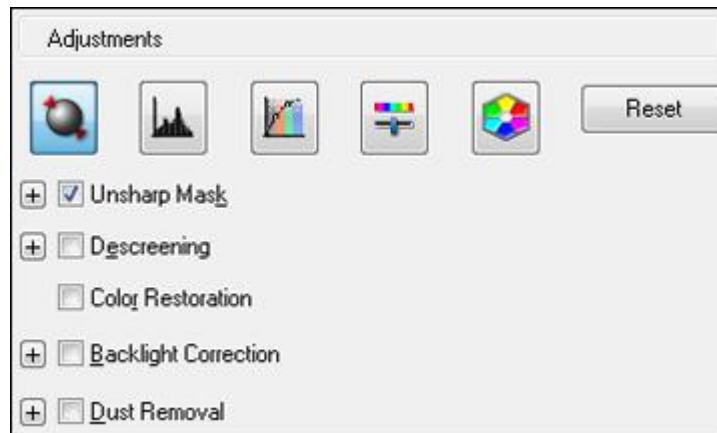 Adjustments
Reset
Unsharp Mask
Descreening
Color Restoration
Backlight Correction
Dust Removal